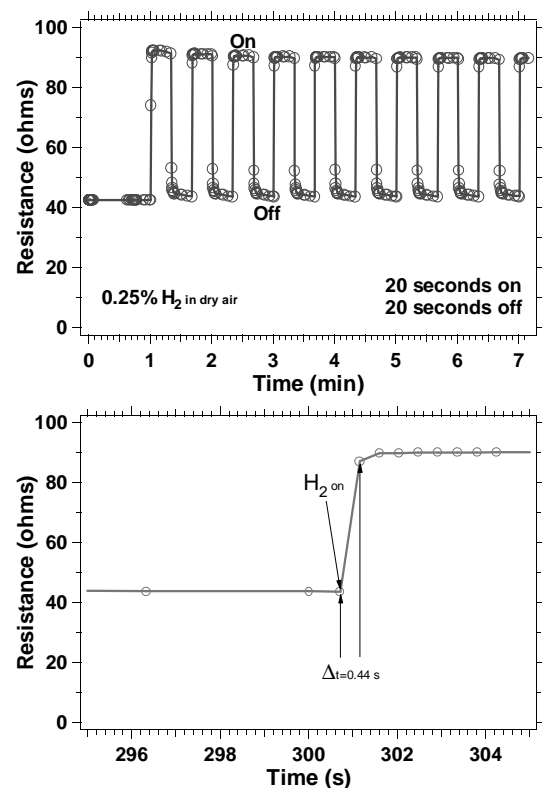 100
80
60
40
20
0
Resistance (ohms)
On
Off
0.25% H2 in dry air
20 seconds on
20 seconds off
0 1 2 3 4 5 6 7
Time (min)
100
80
60
40
20
0
Resistance (ohms)
H2 on
Δt=0.44 s
296 298 300 302 304
Time (s)